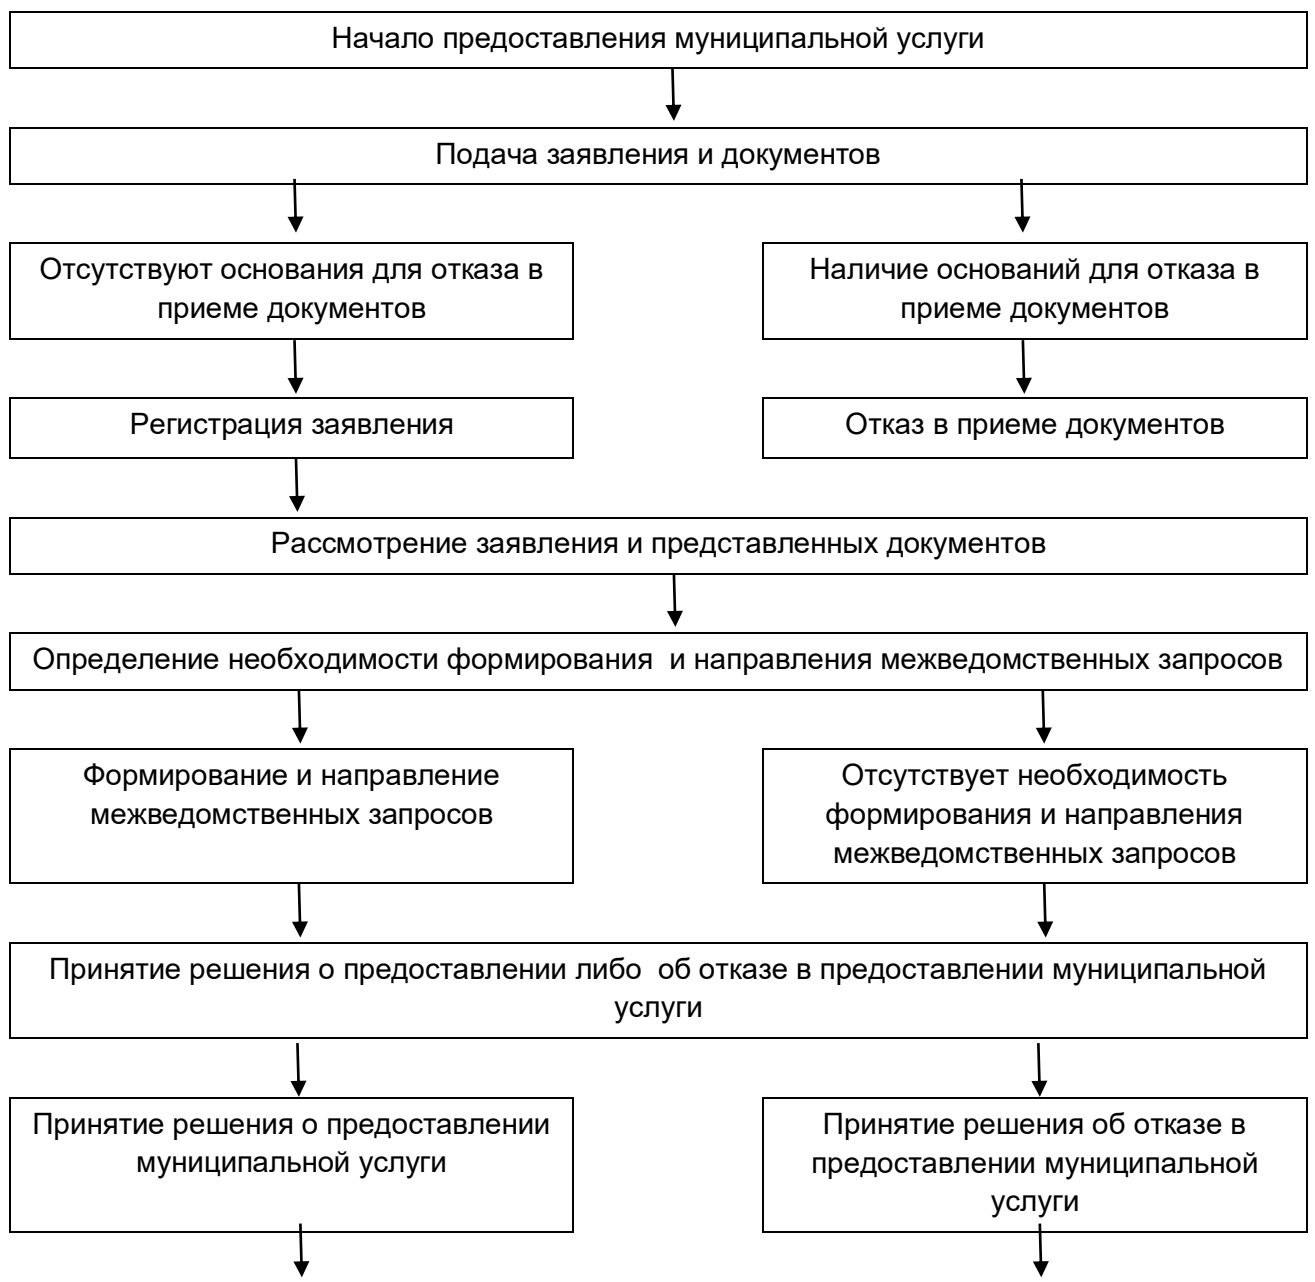 Начало предоставления муниципальной услуги
Подача заявления и документов
Отсутствуют основания для отказа в
приеме документов
Наличие оснований для отказа в
приеме документов
Регистрация заявления
Отказ в приеме документов
Рассмотрение заявления и представленных документов
Определение необходимости формирования  и направления межведомственных запросов
Формирование и направление
межведомственных запросов
Отсутствует необходимость
формирования и направления
межведомственных запросов
Принятие решения о предоставлении либо  об отказе в предоставлении муниципальной
услуги
Принятие решения о предоставлении
муниципальной услуги
Принятие решения об отказе в
предоставлении муниципальной
услуги